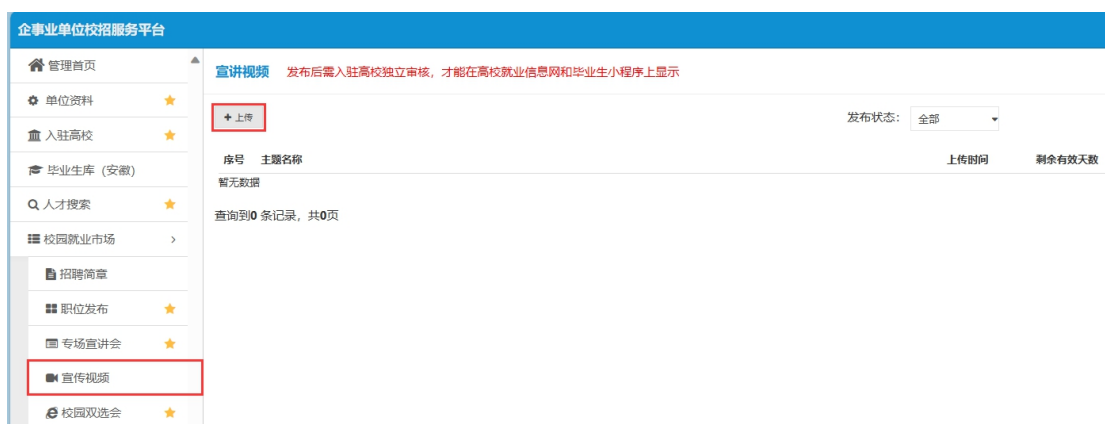 企事业单位校招服务平台
管理首页
单位资料
入驻高校
毕业生库（安徽）
人才搜索
校园就业市场
招聘简章
职位发布
专场宣讲会
宣传视频
校园双选会
宣讲视频 发布后需入驻高校独立审核，才能在高校就业信息网和毕业生小程序上显示
+上传
发布状态： 全部
序号 主题名称 上传时间 剩余有效天数
暂无数据
查询到0 条记录，共0页